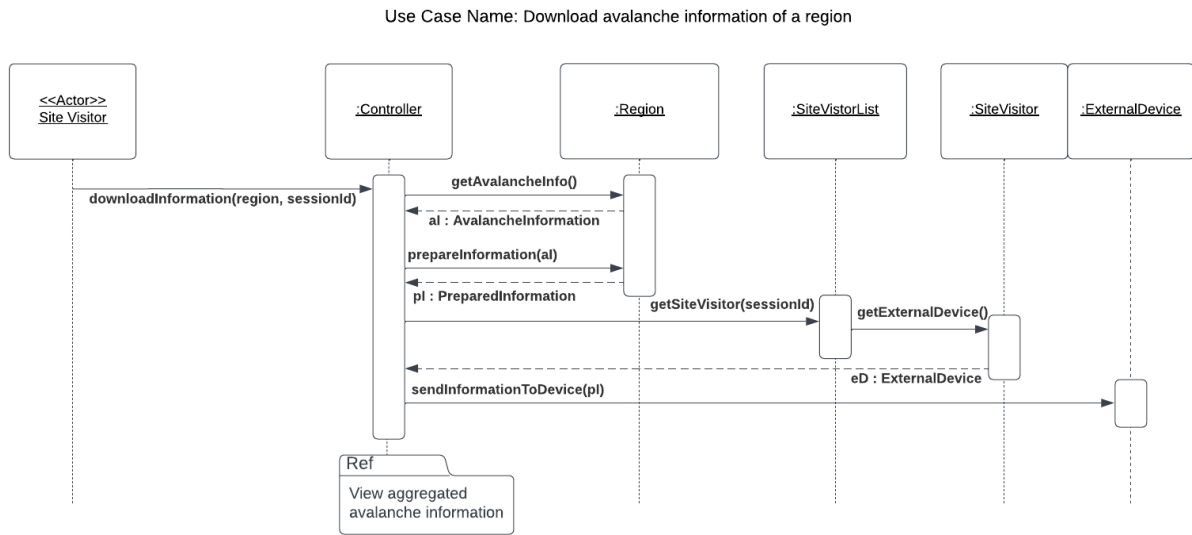 Use Case Name: Download avalanche information of a region
<<Actor>>
Site Visitor
:Controller
:Region
:SiteVistorList
:SiteVisitor
:ExternalDevice
downloadInformation(region, sessionId)
getAvalancheInfo()
aI : AvalancheInformation
prepareInformation(aI)
pI : PreparedInformation
getSiteVisitor(sessionId)
getExternalDevice()
eD : ExternalDevice
sendInformationToDevice(pI)
Ref
View aggregated
avalanche information